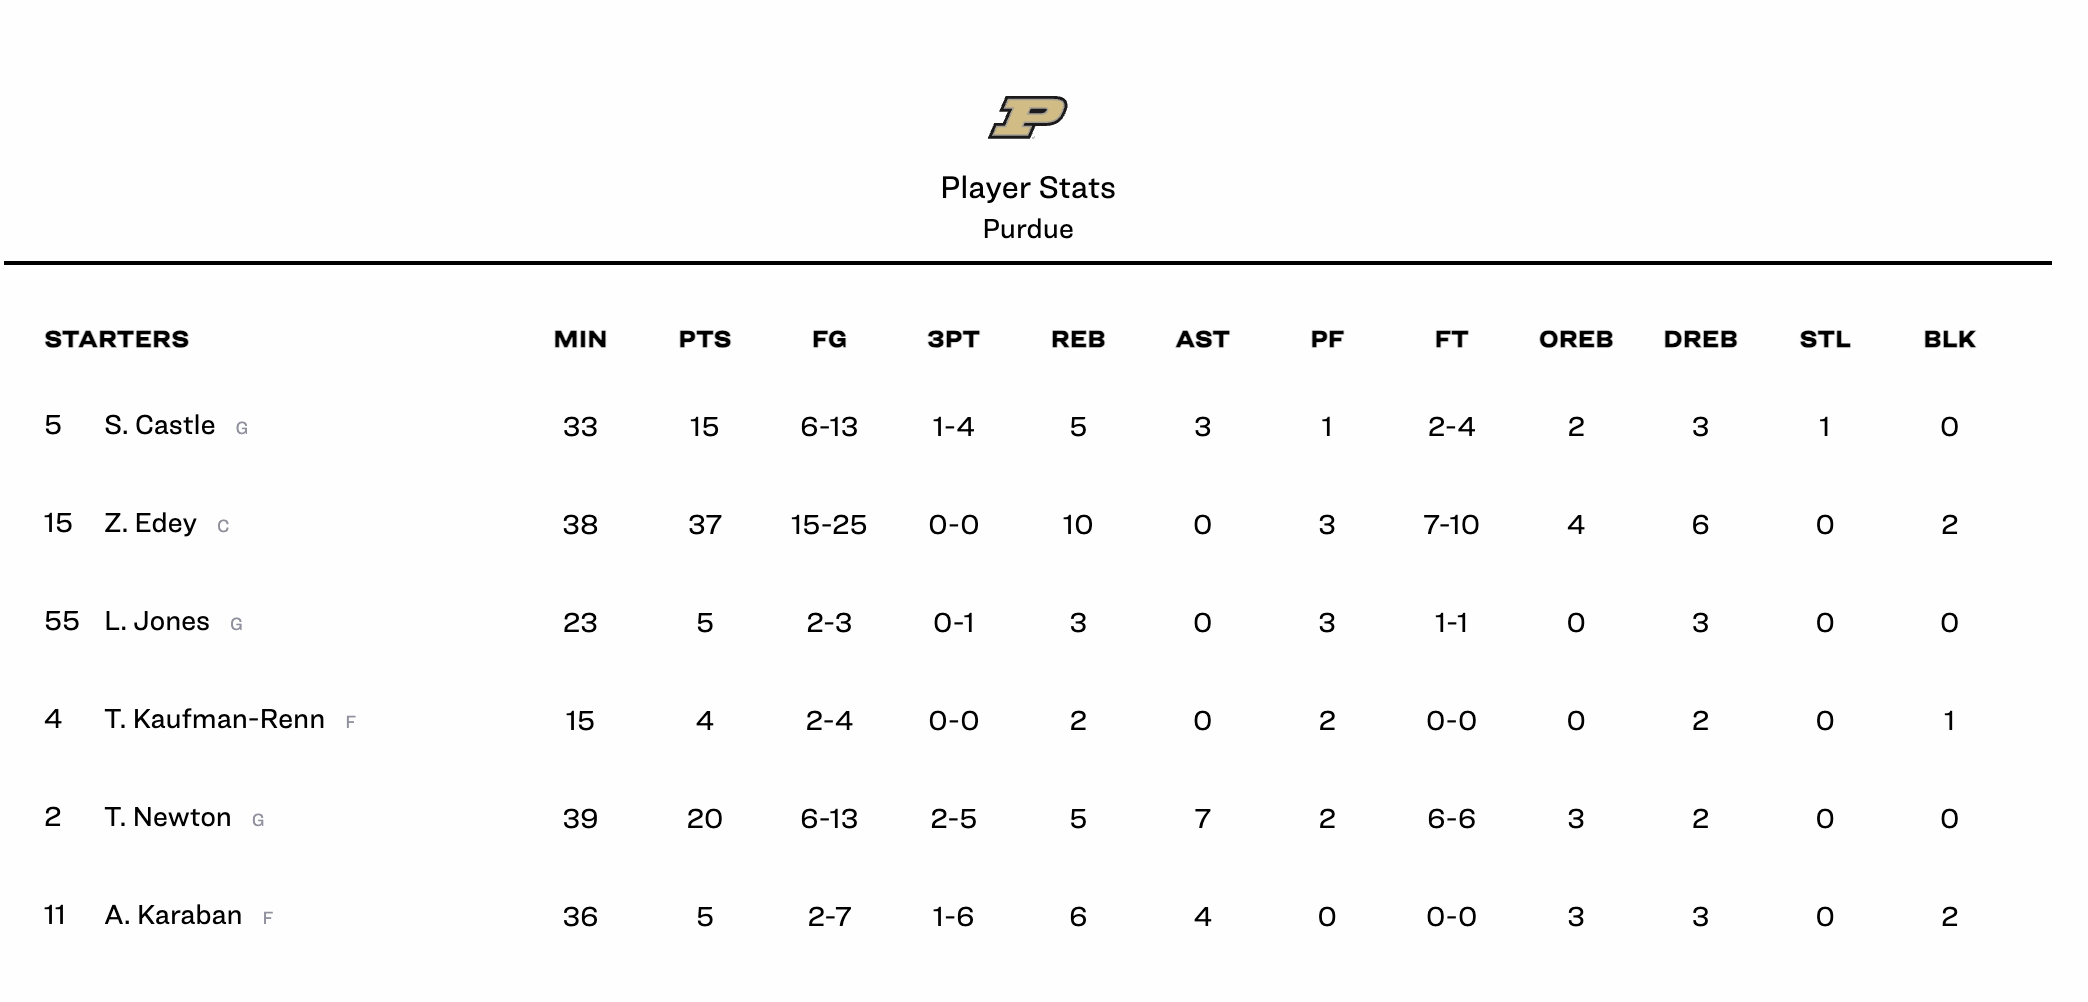 P
Player Stats
Purdue
STARTERS MIN PTS FG 3PT REB AST PF FT OREB DREB STL BLK
5 S. Castle G 33 15 6-13 1-4 5 3 1 2-4 2 3 1 0
15 Z. Edey C 38 37 15-25 0-0 10 0 3 7-10 4 6 0 2
55 L. Jones G 23 5 2-3 0-1 3 0 3 1-1 0 3 0 0
4 T. Kaufman-Renn F 15 4 2-4 0-0 2 0 2 0-0 0 2 0 1
2 T. Newton G 39 20 6-13 2-5 5 7 2 6-6 3 2 0 0
11 A. Karaban F 36 5 2-7 1-6 6 4 0 0-0 3 3 0 2